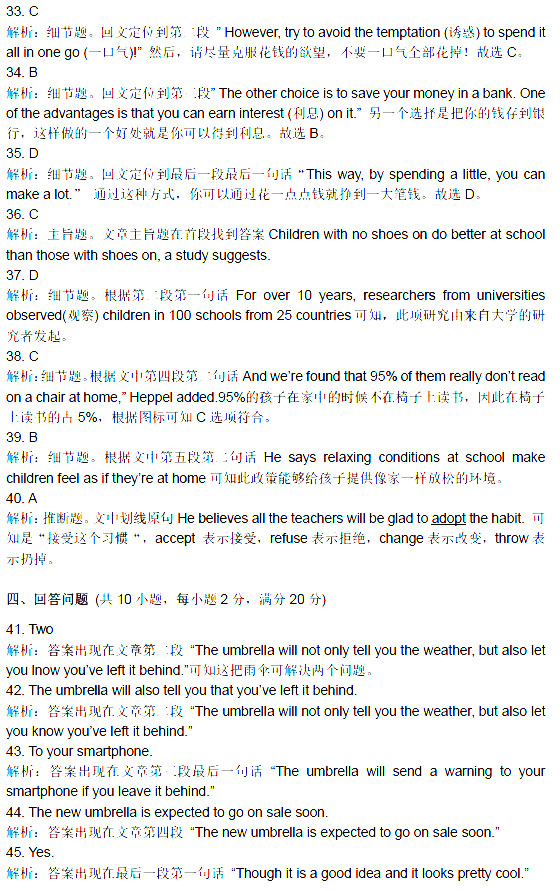 33. C
解析：细节题。回文定位到第二段 ” However, try to avoid the temptation (诱惑) to spend it
all in one go (一口气)!” 然后，请尽量克服花钱的欲望，不要一口气全部花掉！故选 C。
34. B
解析：细节题。回文定位到第二段” The other choice is to save your money in a bank. One
of the advantages is that you can earn interest (利息) on it.” 另一个选择是把你的钱存到银
行，这样做的一个好处就是你可以得到利息。故选 B。
35. D
解析：细节题。回文定位到最后一段最后一句话 “This way, by spending a little, you can
make a lot. ” 通过这种方式，你可以通过花一点点钱就挣到一大笔钱。故选 D。
36. C
解析：主旨题。文章主旨题在首段找到答案 Children with no shoes on do better at school
than those with shoes on, a study suggests.
37. D
解析：细节题。根据第二段第一句话 For over 10 years, researchers from universities
observed(观察) children in 100 schools from 25 countries 可知，此项研究由来自大学的研
究者发起。
38. C
解析:细节题。根据文中第四段第二句话 And we’re found that 95% of them really don’t read
on a chair at home,” Heppel added.95%的孩子在家中的时候不在椅子上读书，因此在椅子
上读书的占 5%，根据图标可知 C 选项符合。
39. B
解析：细节题。根据文中第五段第二句话 He says relaxing conditions at school make
children feel as if they’re at home 可知此政策能够给孩子提供像家一样放松的环境。
40. A
解析：推断题。文中划线原句 He believes all the teachers will be glad to adopt the habit. 可
知是 “接受这个习惯 “，accept 表示接受，refuse 表示拒绝，change 表示改变，throw 表
示扔掉。
四、回答问题 (共 10 小题，每小题 2 分，满分 20 分)
41. Two
解析：答案出现在文章第二段 “The umbrella will not only tell you the weather, but also let
you lnow you’ve left it behind.”可知这把雨伞可解决两个问题。
42. The umbrella will also tell you that you’ve left it behind.
解析：答案出现在文章第二段 “The umbrella will not only tell you the weather, but also let
you know you’ve left it behind.”
43. To your smartphone.
解析：答案出现在文章第三段最后一句话 “The umbrella will send a warning to your
smartphone if you leave it behind.”
44. The new umbrella is expected to go on sale soon.
解析：答案出现在文章第四段 “The new umbrella is expected to go on sale soon.”
45. Yes.
解析：答案出现在最后一段第一句话 “Though it is a good idea and it looks pretty cool.”